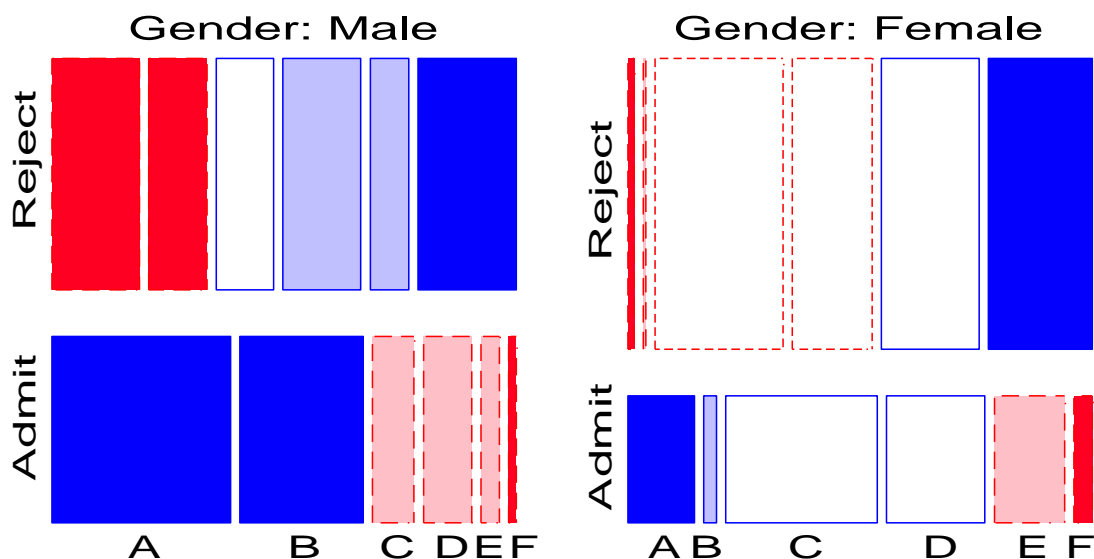 Gender: Male
Reject
Admit
A B C D E F
Gender: Female
Reject
Admit
A B C D E F